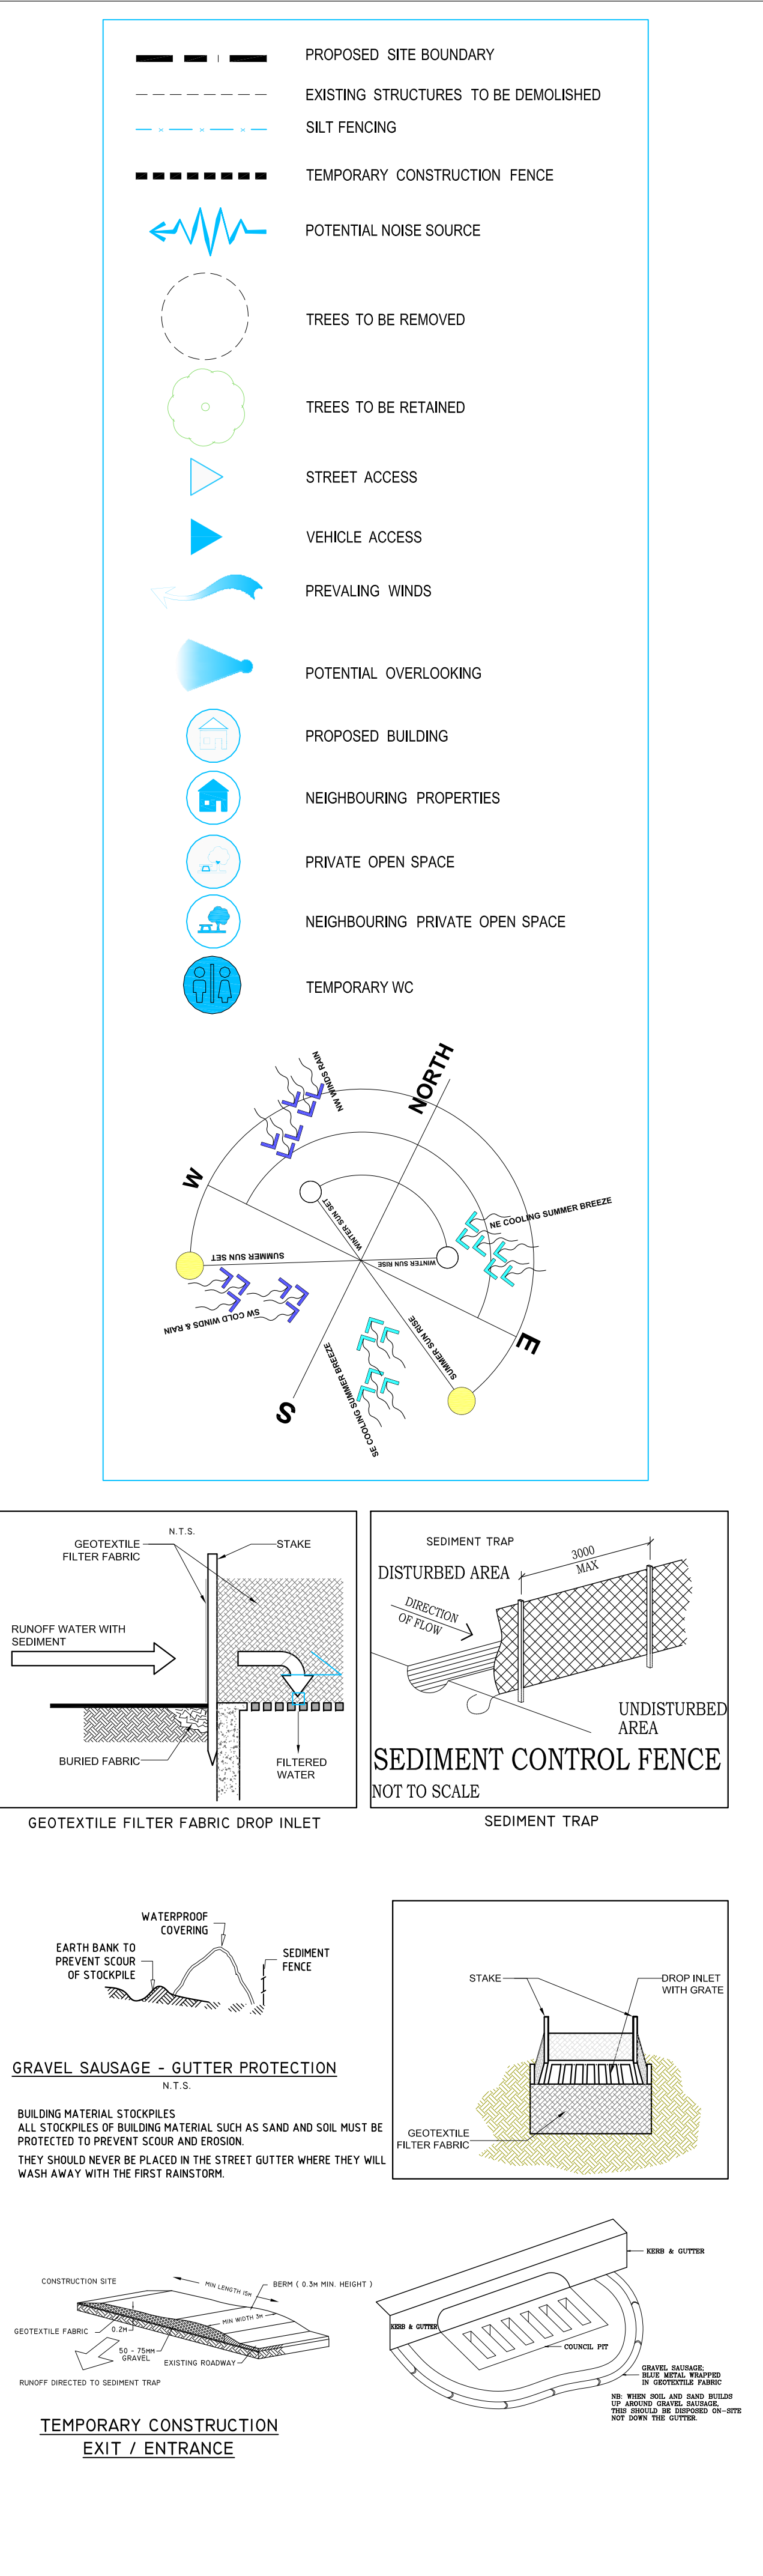 PROPOSED SITE BOUNDARY
EXISTING STRUCTURES TO BE DEMOLISHED
SILT FENCING
TEMPORARY CONSTRUCTION FENCE
POTENTIAL NOISE SOURCE
TREES TO BE REMOVED
TREES TO BE RETAINED
STREET ACCESS
VEHICLE ACCESS
PREVALING WINDS
POTENTIAL OVERLOOKING
PROPOSED BUILDING
NEIGHBOURING PROPERTIES
PRIVATE OPEN SPACE
NEIGHBOURING PRIVATE OPEN SPACE
TEMPORARY WC
NW WINDS RAIN
NORTH
W
WINTER SUN SET
NE COOLING SUMMER BREEZE
SUMMER SUN SET
WINTER SUN RISE
SW COLD WINDS & RAIN
SUMMER SUN RISE
E
SE COOLING SUMMER BREEZE
S
N.T.S.
GEOTEXTILE
FILTER FABRIC
STAKE
RUNOFF WATER WITH
SEDIMENT
BURIED FABRIC
FILTERED
WATER
GEOTEXTILE FILTER FABRIC DROP INLET
SEDIMENT TRAP
3000
MAX
DISTURBED AREA
DIRECTION
OF FLOW
UNDISTURBED
AREA
SEDIMENT CONTROL FENCE
NOT TO SCALE
SEDIMENT TRAP
WATERPROOF
COVERING
EARTH BANK TO
PREVENT SCOUR
OF STOCKPILE
SEDIMENT
FENCE
GRAVEL SAUSAGE - GUTTER PROTECTION
N.T.S.
BUILDING MATERIAL STOCKPILES
ALL STOCKPILES OF BUILDING MATERIAL SUCH AS SAND AND SOIL MUST BE
PROTECTED TO PREVENT SCOUR AND EROSION.
THEY SHOULD NEVER BE PLACED IN THE STREET GUTTER WHERE THEY WILL
WASH AWAY WITH THE FIRST RAINSTORM.
STAKE
DROP INLET
WITH GRATE
GEOTEXTILE
FILTER FABRIC
CONSTRUCTION SITE
MIN LENGTH 15M
BERM ( 0.3M MIN. HEIGHT )
MIN WIDTH 3M
GEOTEXTILE FABRIC
0.2M
50 - 75MM
GRAVEL
EXISTING ROADWAY
RUNOFF DIRECTED TO SEDIMENT TRAP
TEMPORARY CONSTRUCTION
EXIT / ENTRANCE
KERB & GUTTER
KERB & GUTTER
COUNCIL PIT
GRAVEL SAUSAGE;
BLUE METAL WRAPPED
IN GEOTEXTILE FABRIC
NB: WHEN SOIL AND SAND BUILDS
UP AROUND GRAVEL SAUSAGE,
THIS SHOULD BE DISPOSED ON-SITE
NOT DOWN THE GUTTER.